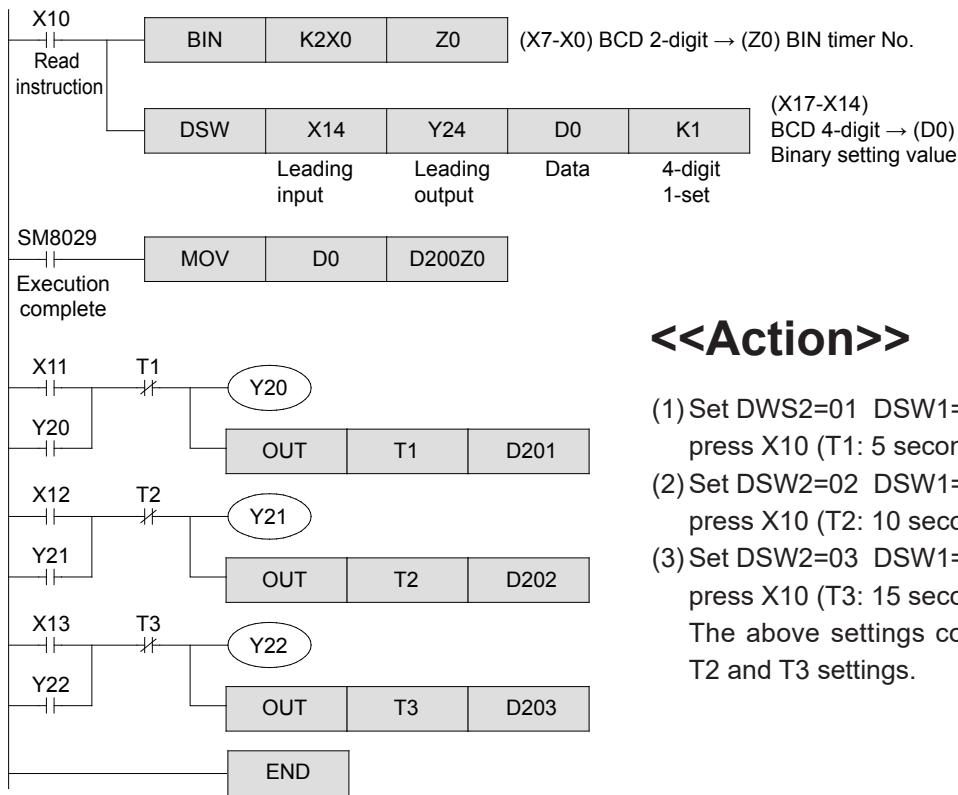 X10
Read
instruction
BIN K2X0 Z0 (X7-X0) BCD 2-digit → (Z0) BIN timer No.
DSW X14 Y24 D0 K1
Leading
input
Leading
output
Data
4-digit
1-set
(X17-X14)
BCD 4-digit → (D0)
Binary setting value
SM8029
Execution
complete
MOV D0 D200Z0
X11 T1
Y20
Y20
OUT T1 D201
X12 T2
Y21
Y21
OUT T2 D202
X13 T3
Y22
Y22
OUT T3 D203
END
<<Action>>
(1) Set DWS2=01 DSW1=
press X10 (T1: 5
(2) Set DSW2=02 DSW1=
press X10 (T2: 10
(3) Set DSW2=03 DSW1=
press X10 (T3: 15
The above settings
T2 and T3 settings.